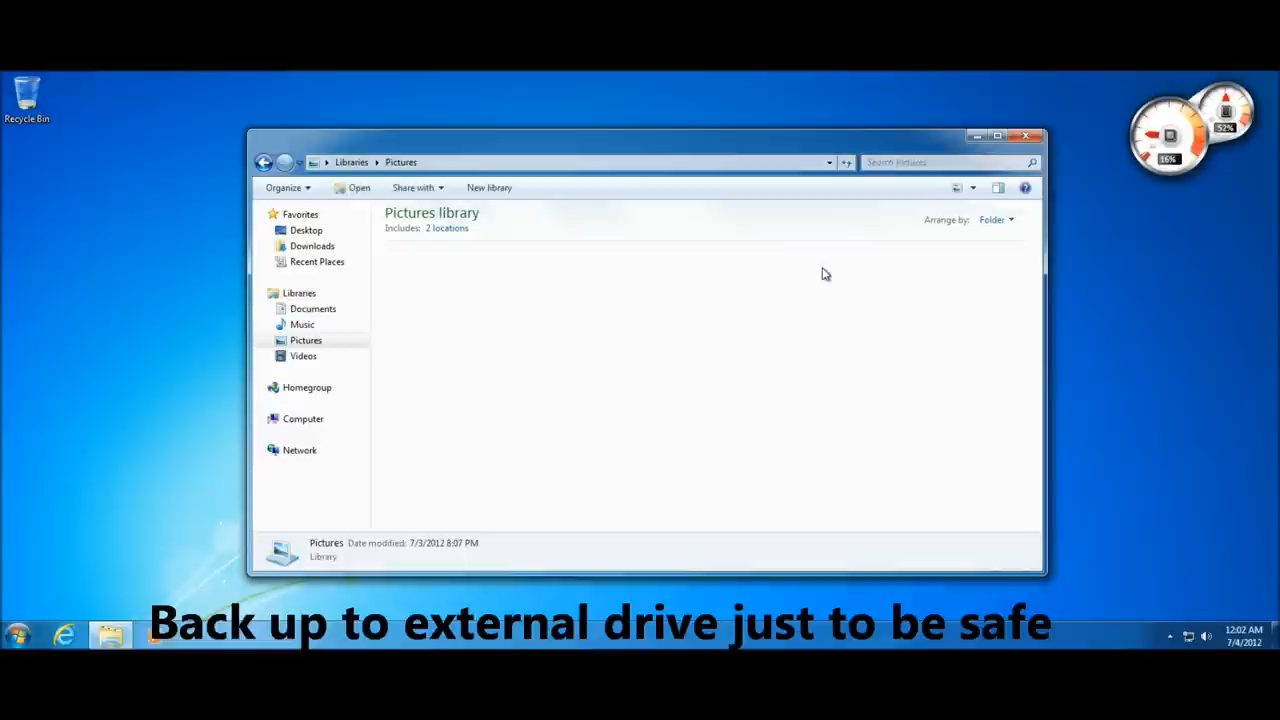 Recycle Bin
52%
16%
Libraries Pictures
Search Pictures
Organize Open Share with New library
Favorites
Desktop
Downloads
Recent Places
Libraries
Documents
Music
Pictures
Videos
Homegroup
Computer
Network
Pictures library
Includes: 2 locations
Arrange by: Folder
Pictures Date modified: 7/3/2012 8:07 PM
Library
Back up to external drive just to be safe
12:02 AM
7/4/2012